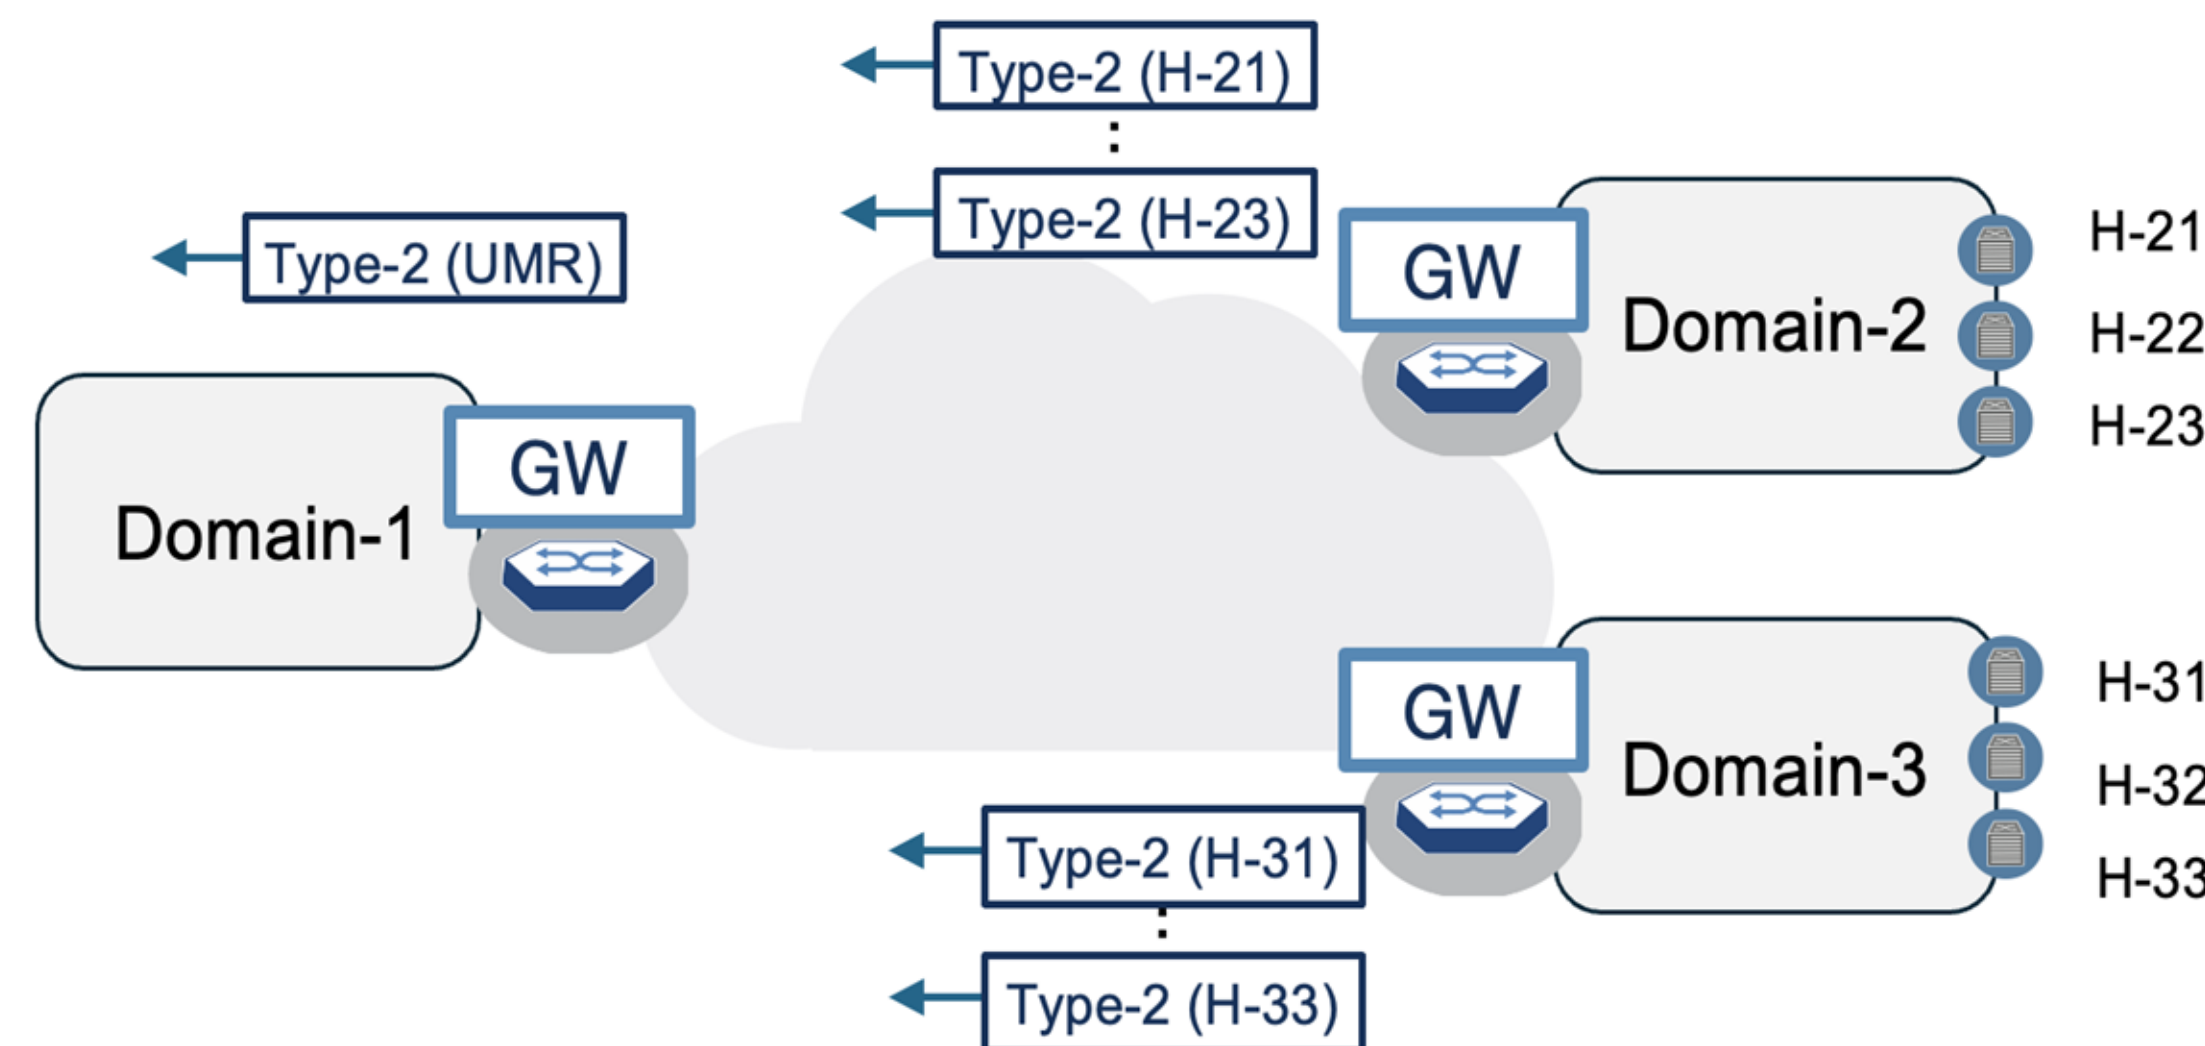 Type-2 (H-21)
:
Type-2 (H-23)
Type-2 (UMR)
GW
Domain-2
H-21
H-22
H-23
GW
Domain-1
GW
Domain-3
H-31
H-32
H-33
Type-2 (H-31)
:
Type-2 (H-33)